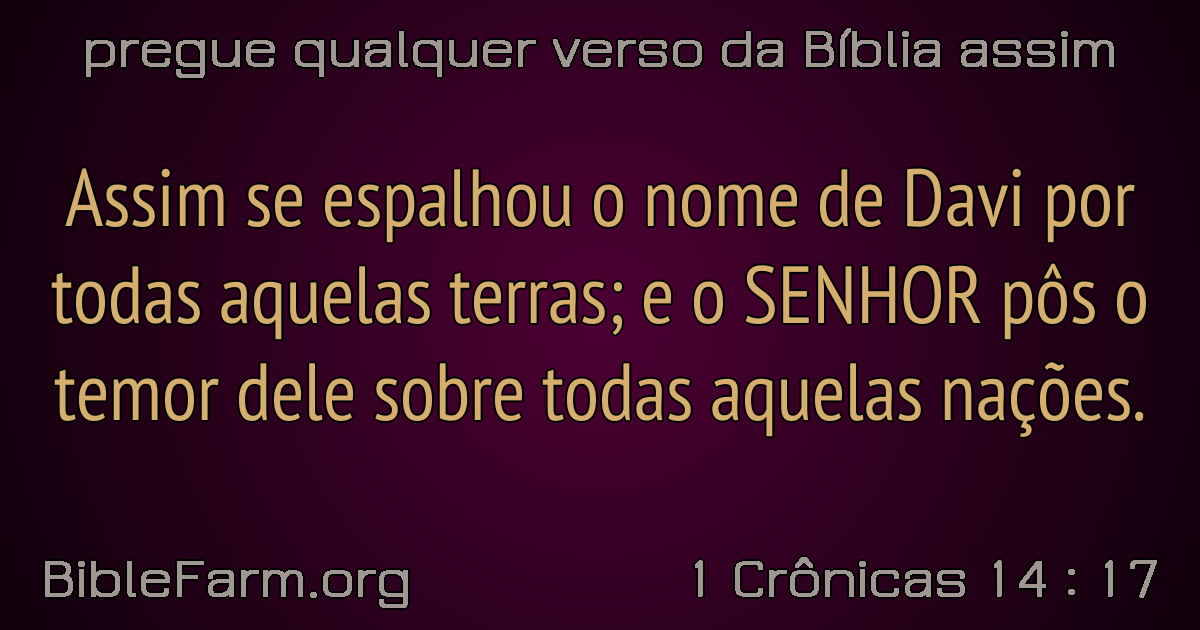 pregue qualquer verso da Bíblia assim
Assim se espalhou o nome de Davi por
todas aquelas terras; e o SENHOR pôs o
temor dele sobre todas aquelas nações.
BibleFarm.org
1 Crônicas 14 : 17